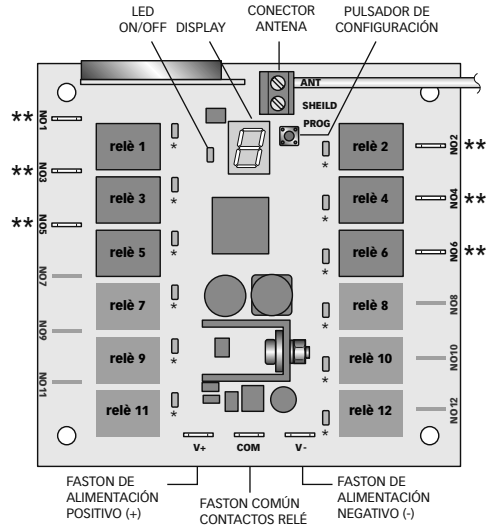 LED
ON/OFF
DISPLAY
CONECTOR
ANTENA
PULSADOR DE
CONFIGURACIÓN
ANT
SHEILD
PROG
**
NO1
relè 1
*
relè 2
*
NO2
**
**
NO3
relè 3
*
relè 4
*
NO4
**
**
NO5
relè 5
*
relè 6
*
NO6
**
NO7
relè 7
*
relè 8
*
NO8
NO9
relè 9
*
relè 10
*
NO10
NO11
relè 11
*
relè 12
*
NO12
V+
COM
V-
FASTON DE
ALIMENTACIÓN
POSITIVO (+)
FASTON COMÚN
CONTACTOS RELÉ
FASTON DE
ALIMENTACIÓN
NEGATIVO (-)